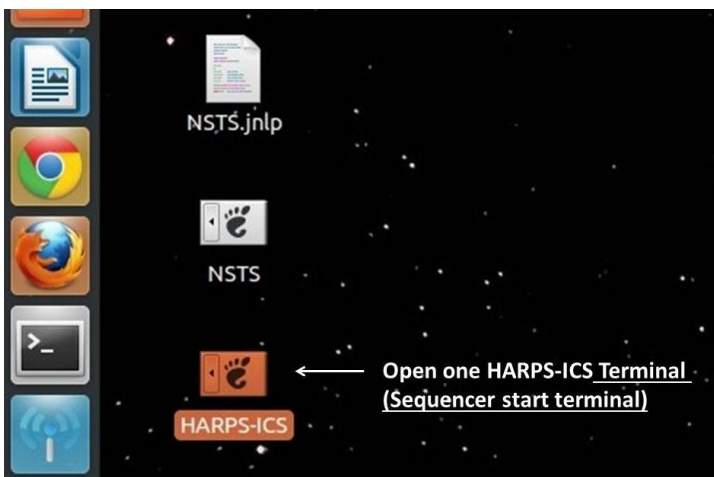 NSTS.jnlp
NSTS
>_
HARPS-ICS
Open one HARPS-ICS Terminal
(Sequencer start terminal)